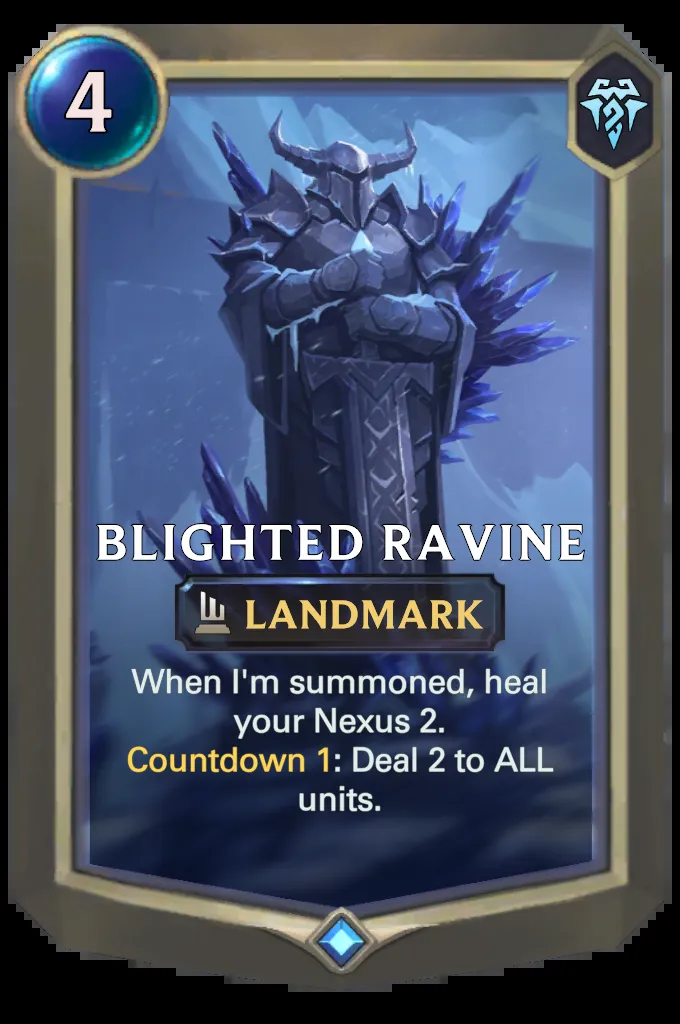 4
BLIGHTED RAVINE
LANDMARK
When I'm summoned, heal
your Nexus 2.
Countdown 1: Deal 2 to ALL
units.